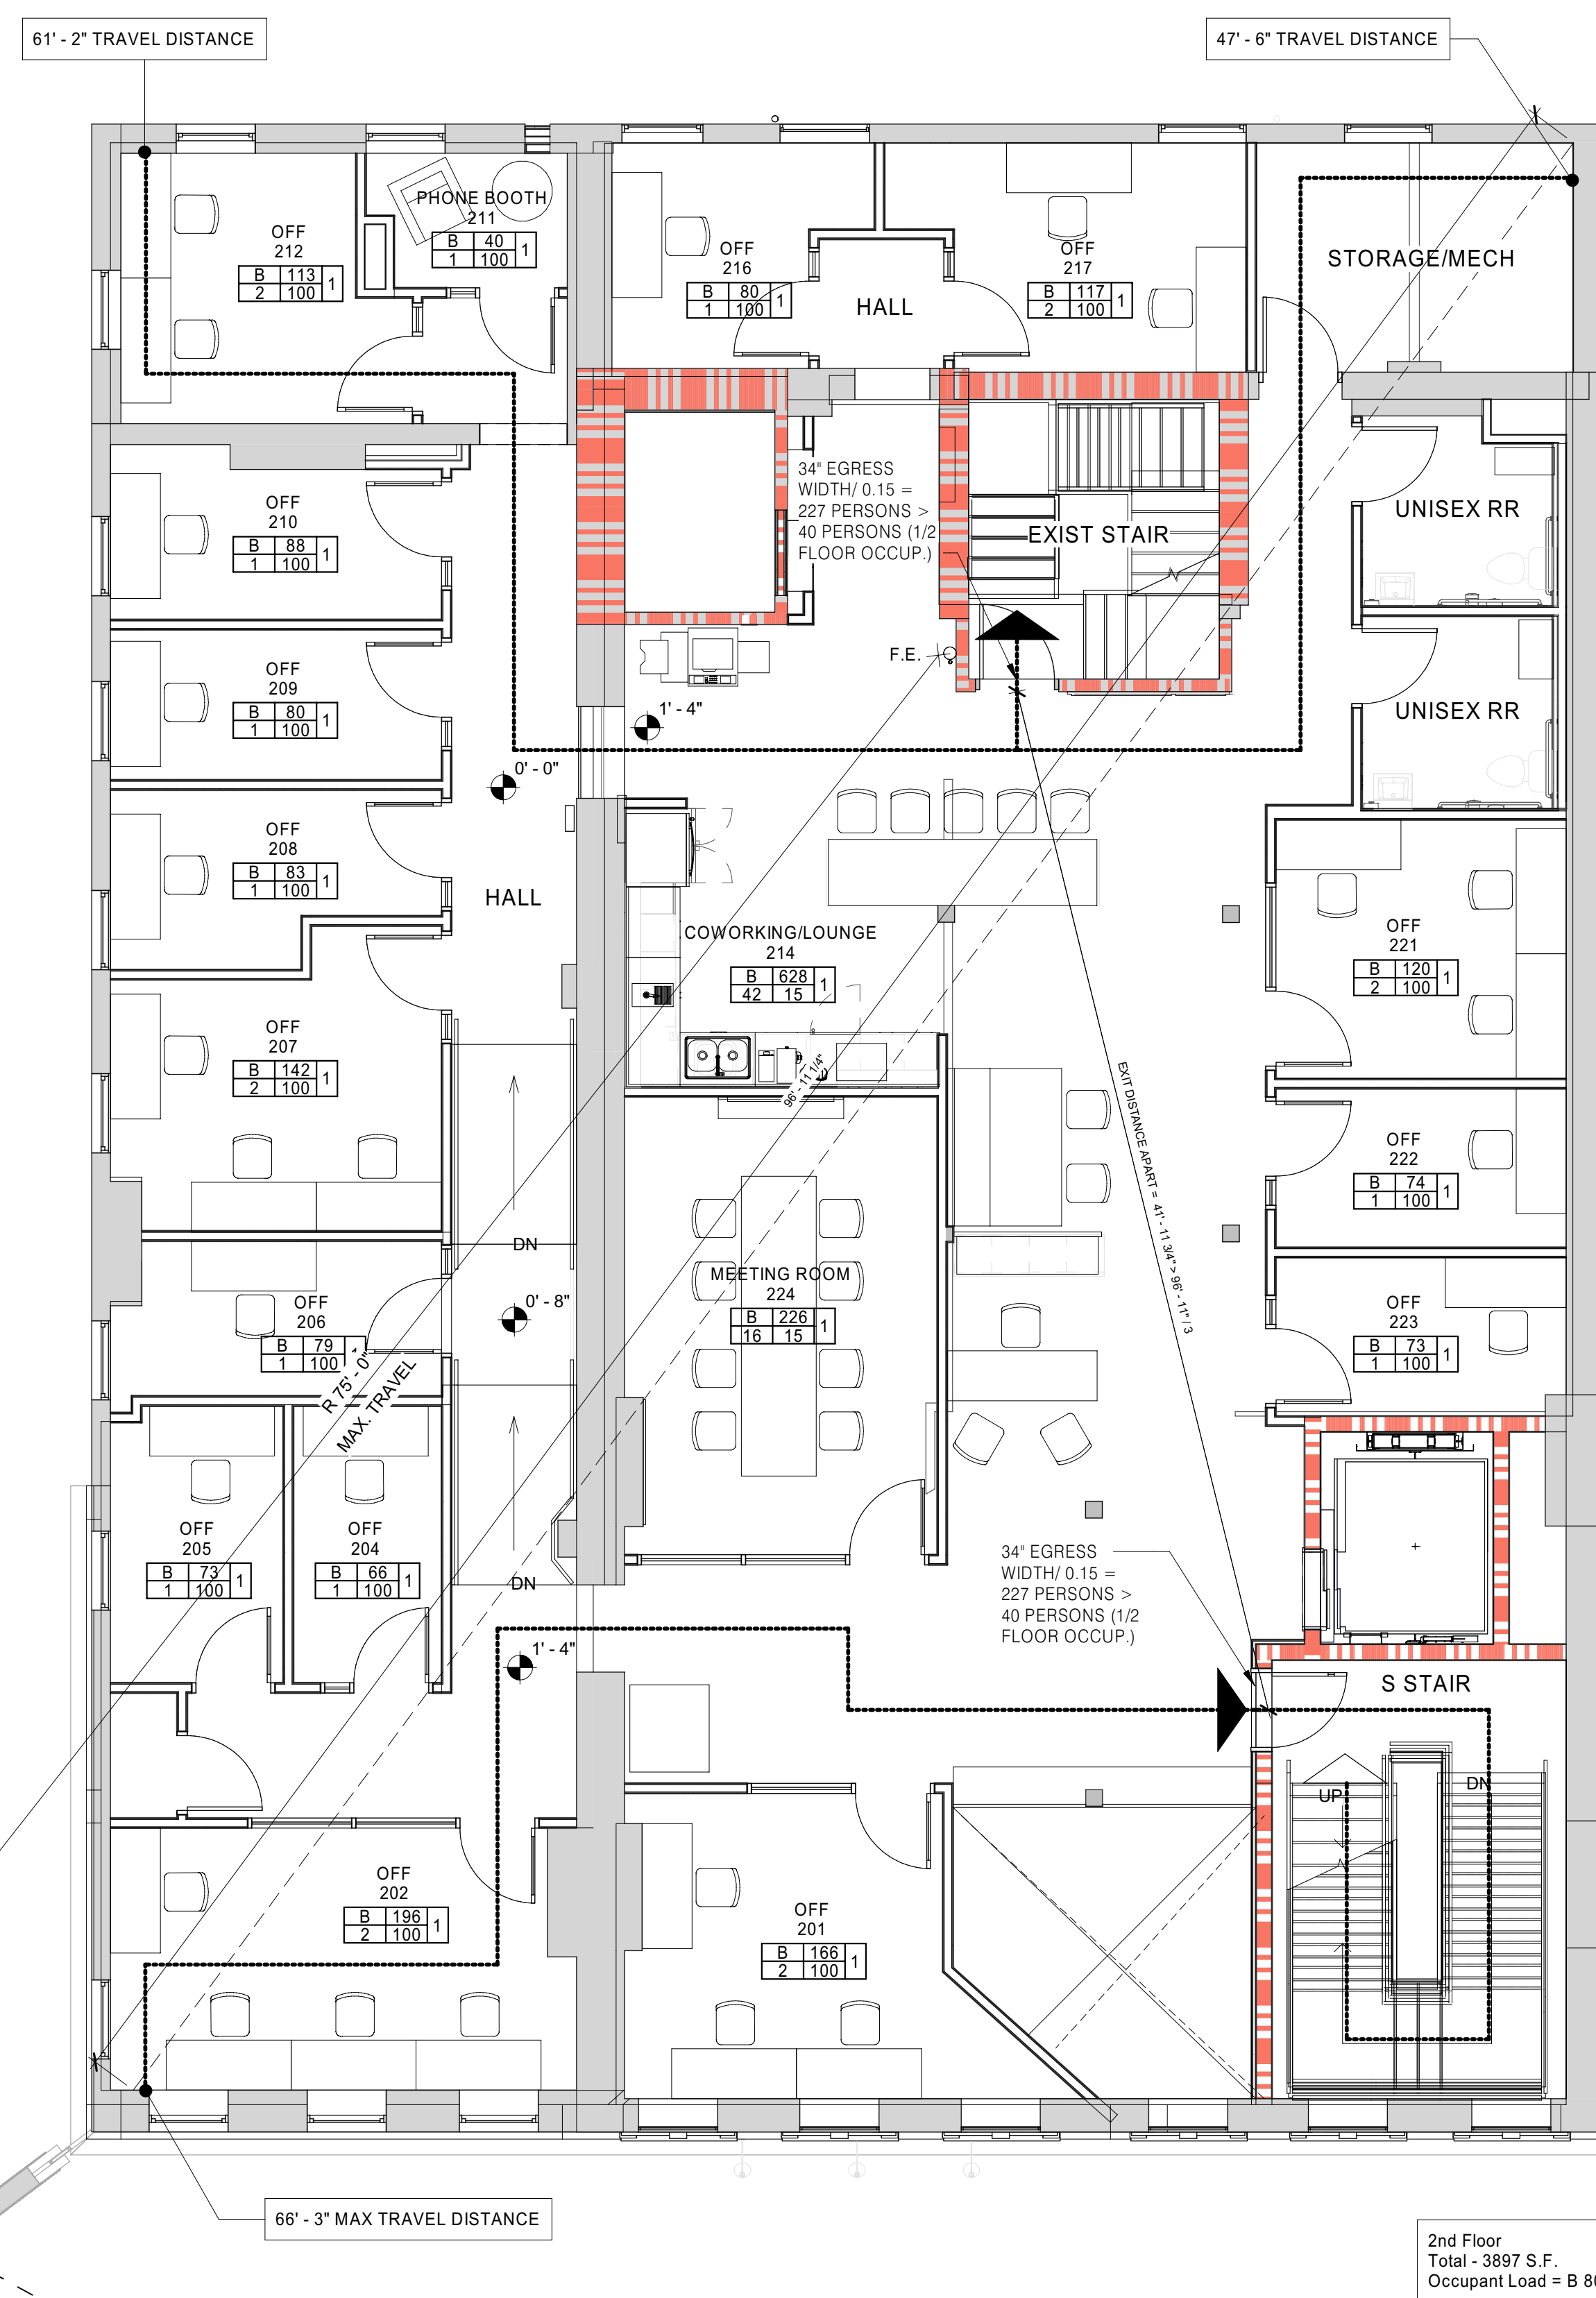 61' - 2" TRAVEL DISTANCE
47' - 6" TRAVEL DISTANCE
PHONE BOOTH
211
B 40 1
1 100
OFF
212
B 113 1
2 100
OFF
216
B 80 1
1 100
HALL
OFF
217
B 117 1
2 100
STORAGE/MECH
34" EGRESS
WIDTH/ 0.15 =
227 PERSONS >
40 PERSONS (1/2
FLOOR OCCUP.)
EXIST STAIR
UNISEX RR
OFF
210
B 88 1
1 100
F.E.
OFF
209
B 80 1
1 100
1' - 4"
UNISEX RR
0' - 0"
OFF
208
B 83 1
1 100
HALL
COWORKING/LOUNGE
214
B 628 1
42 15
OFF
221
B 120 1
2 100
OFF
207
B 142 1
2 100
96' - 11 1/4"
EXIT DISTANCE APART = 41' - 11 3/4" > 96' - 11" / 3
OFF
222
B 74 1
1 100
DN
MEETING ROOM
224
B 226 1
16 15
0' - 8"
OFF
206
B 79 1
1 100
OFF
223
B 73 1
1 100
R 75' - 0"
MAX. TRAVEL
OFF
205
B 73 1
1 100
OFF
204
B 66 1
1 100
DN
34" EGRESS
WIDTH/ 0.15 =
227 PERSONS >
40 PERSONS (1/2
FLOOR OCCUP.)
1' - 4"
S STAIR
UP
DN
OFF
202
B 196 1
2 100
OFF
201
B 166 1
2 100
66' - 3" MAX TRAVEL DISTANCE
2nd Floor
Total - 3897 S.F.
Occupant Load = B